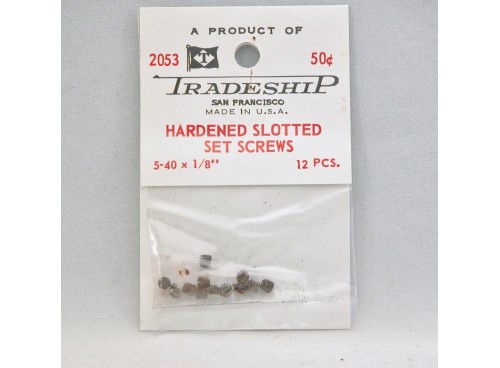 A PRODUCT OF
2053 T 50¢
TRADESHIP
SAN FRANCISCO
MADE IN U.S.A.
HARDENED SLOTTED
SET SCREWS
5-40 x 1/8" 12 PCS.